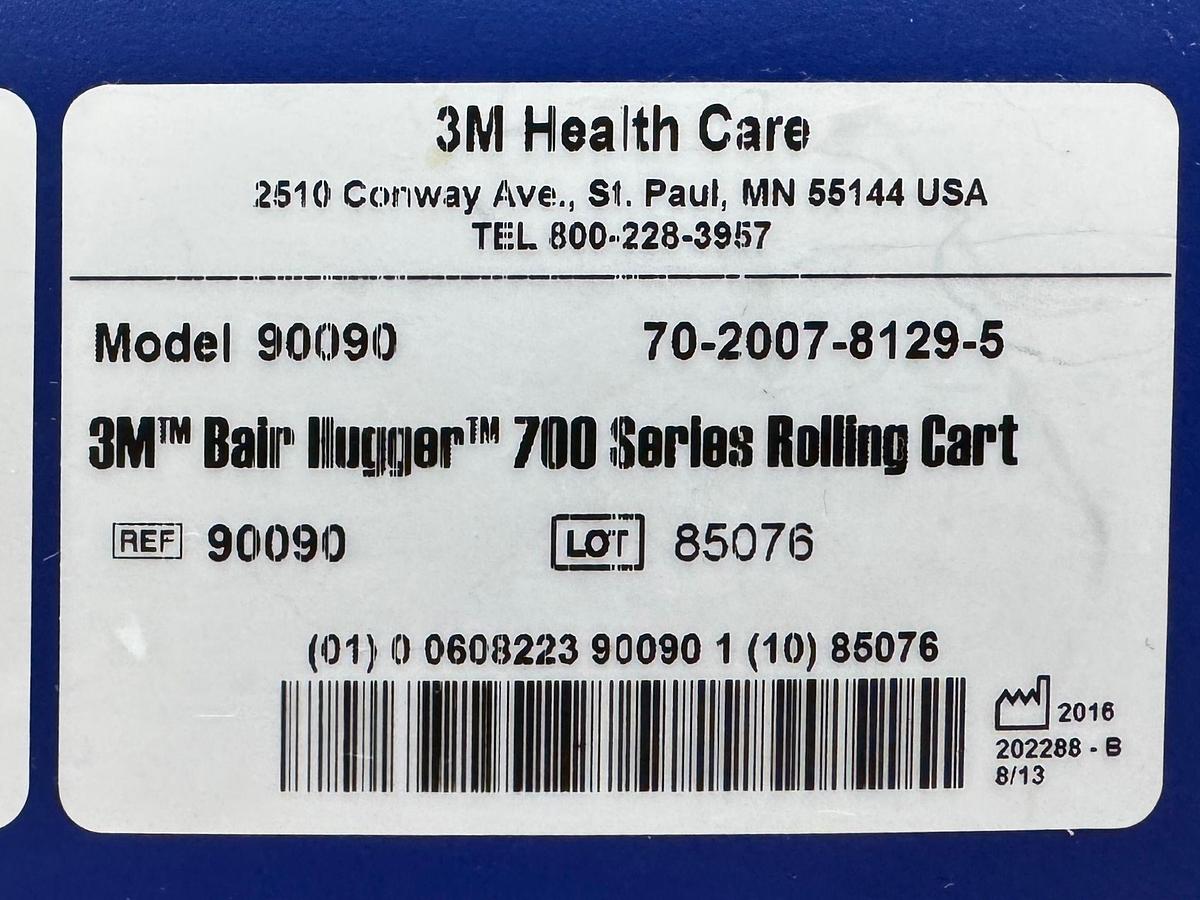 3M Health Care
2510 Conway Ave., St. Paul, MN 55144 USA
TEL 800-228-3957
Model 90090 70-2007-8129-5
3M™ Bair Hugger™ 700 Series Rolling Cart
REF 90090 LOT 85076
(01) 0 0608223 90090 1 (10) 85076
2016
202288 - B
8/13